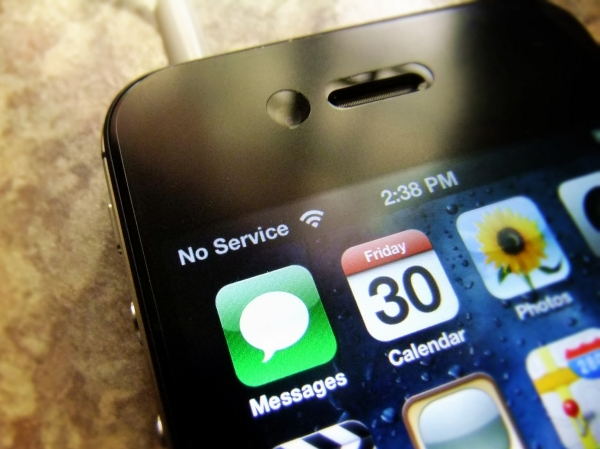 No Service 2:38 PM
Friday
30
Messages
Calendar
Photos